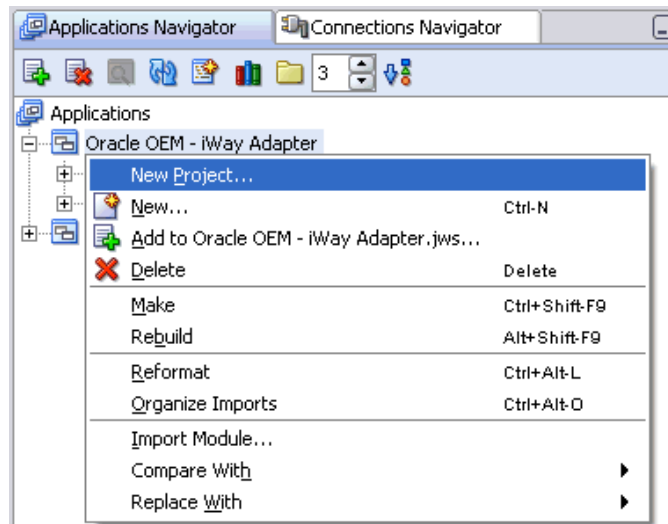 Applications Navigator Connections Navigator
3
Applications
Oracle OEM - iWay Adapter
New Project...
New... Ctrl-N
Add to Oracle OEM - iWay Adapter.jws...
Delete Delete
Make Ctrl+Shift-F9
Rebuild Alt+Shift-F9
Reformat Ctrl+Alt-L
Organize Imports Ctrl+Alt-O
Import Module...
Compare With
Replace With